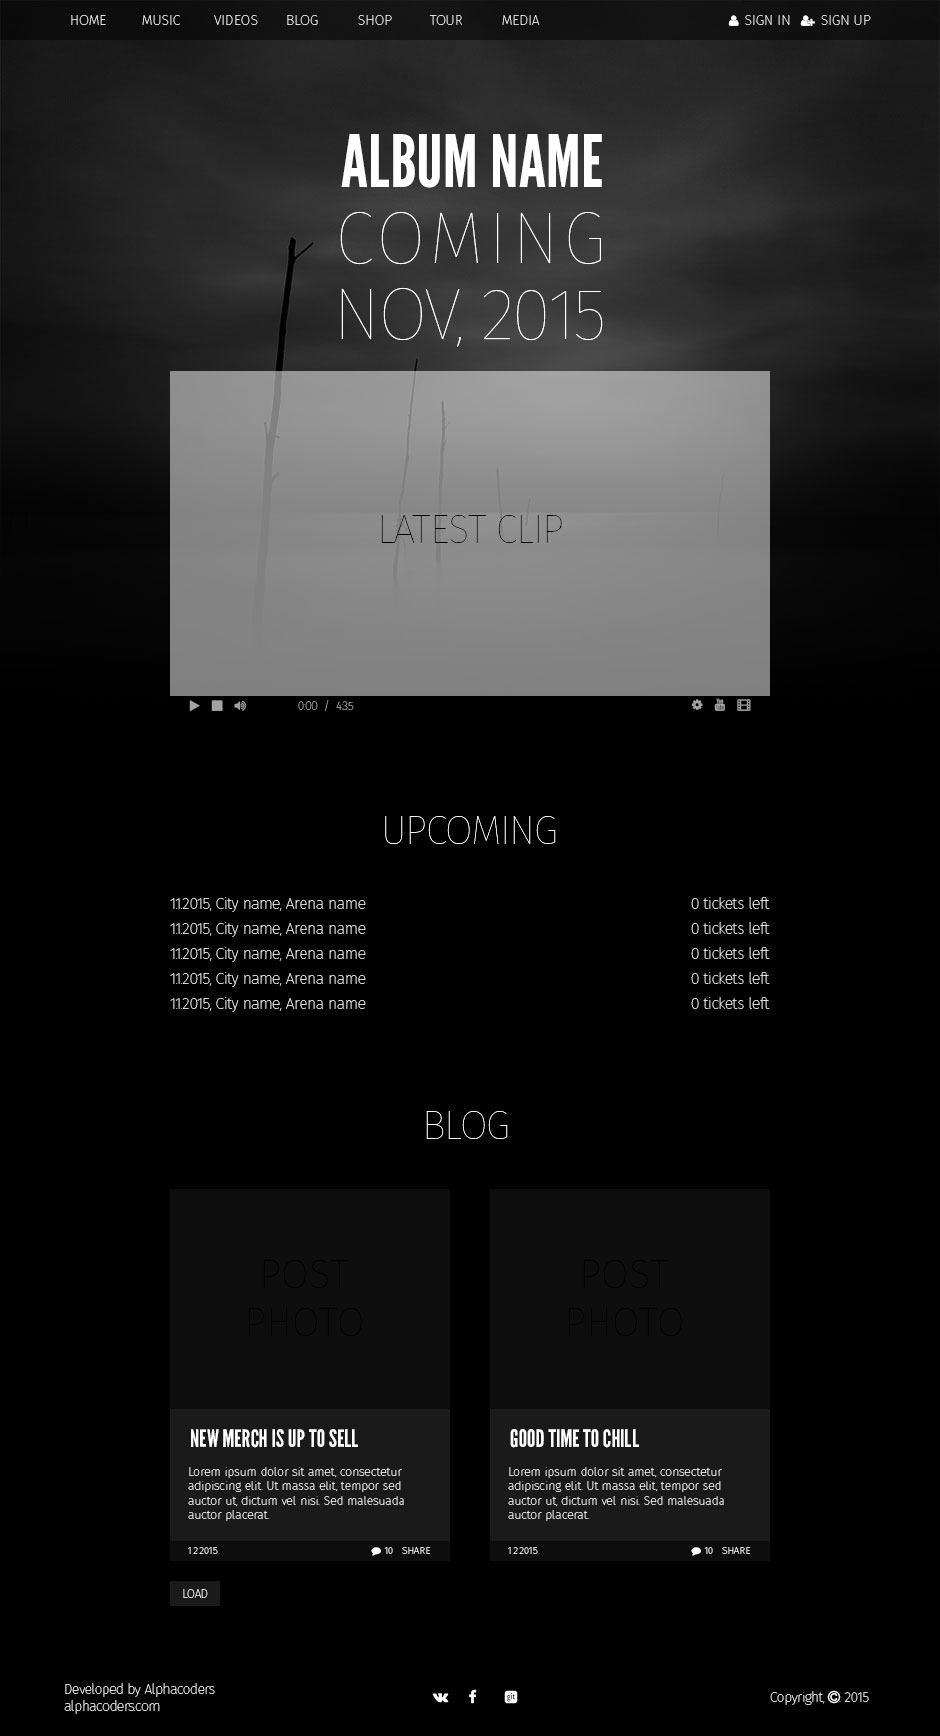 HOME MUSIC VIDEOS BLOG SHOP TOUR MEDIA SIGN IN SIGN UP
ALBUM NAME
COMING
NOV, 2015
LATEST CLIP
0:00 / 4:35
UPCOMING
1.1.2015, City name, Arena name 0 tickets left
1.1.2015, City name, Arena name 0 tickets left
1.1.2015, City name, Arena name 0 tickets left
1.1.2015, City name, Arena name 0 tickets left
1.1.2015, City name, Arena name 0 tickets left
BLOG
POST
PHOTO
NEW MERCH IS UP TO SELL
Lorem ipsum dolor sit amet, consectetur
adipiscing elit. Ut massa elit, tempor sed
auctor ut, dictum vel nisi. Sed malesuada
auctor placerat.
1.2.2015 10 SHARE
POST
PHOTO
GOOD TIME TO CHILL
Lorem ipsum dolor sit amet, consectetur
adipiscing elit. Ut massa elit, tempor sed
auctor ut, dictum vel nisi. Sed malesuada
auctor placerat.
1.2.2015 10 SHARE
LOAD
Developed by Alphacoders
alphacoders.com
git
Copyright, © 2015